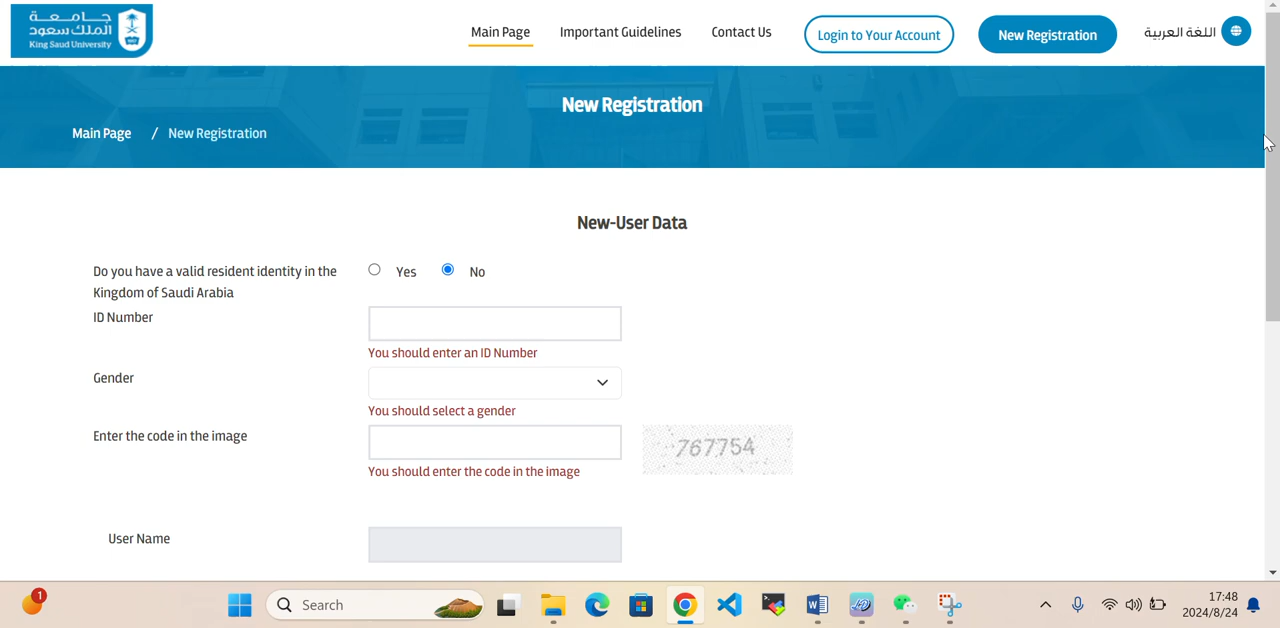 جـامـعـة
الملك سعود
King Saud University
Main Page
Important Guidelines
Contact Us
Login to Your Account
New Registration
اللغة العربية
New Registration
Main Page / New Registration
New-User Data
Do you have a valid resident identity in the
Kingdom of Saudi Arabia
Yes
No
ID Number
You should enter an ID Number
Gender
You should select a gender
Enter the code in the image
767754
You should enter the code in the image
User Name
1
Search
17:48
2024/8/24